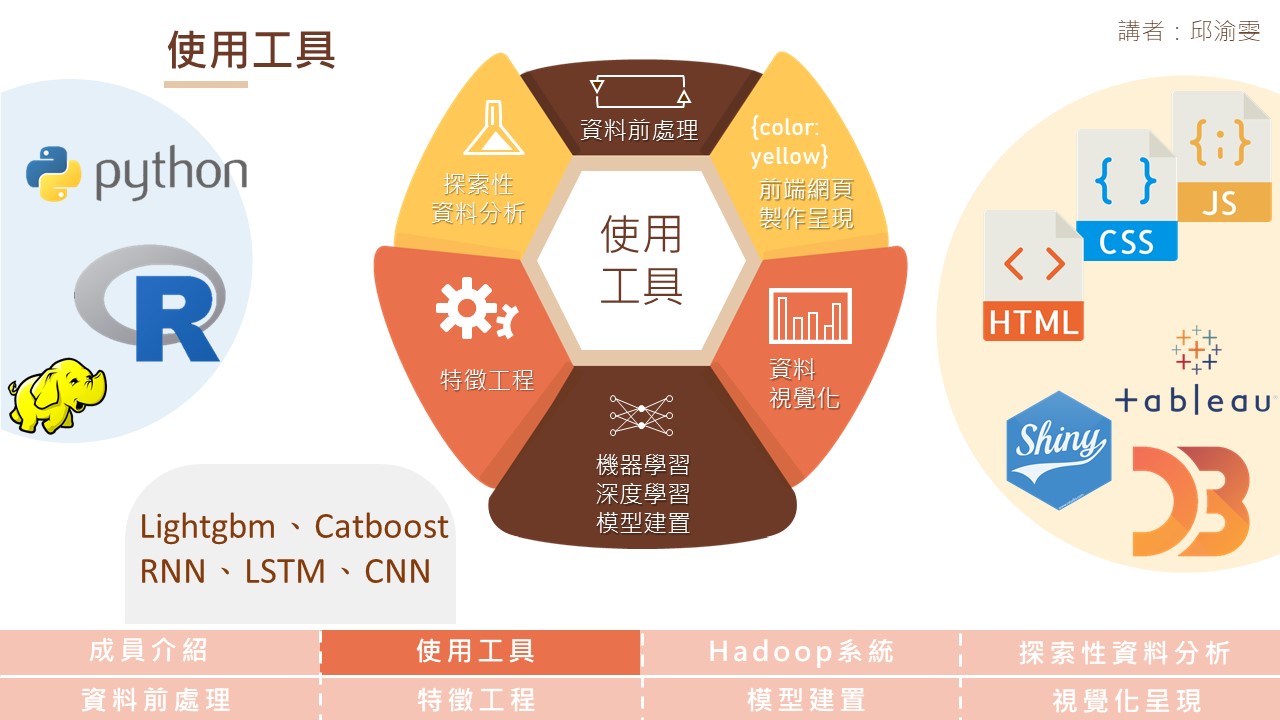 使用工具
講者：邱渝雯
python
R
資料前處理
探索性
資料分析
{color:
yellow}
前端網頁
製作呈現
使用
工具
特徵工程
資料
視覺化
機器學習
深度學習
模型建置
{;}
JS
{ }
CSS
< >
HTML
+ableau
Shiny
D3
Lightgbm、Catboost
RNN、LSTM、CNN
成員介紹
使用工具
Hadoop系統
探索性資料分析
資料前處理
特徵工程
模型建置
視覺化呈現